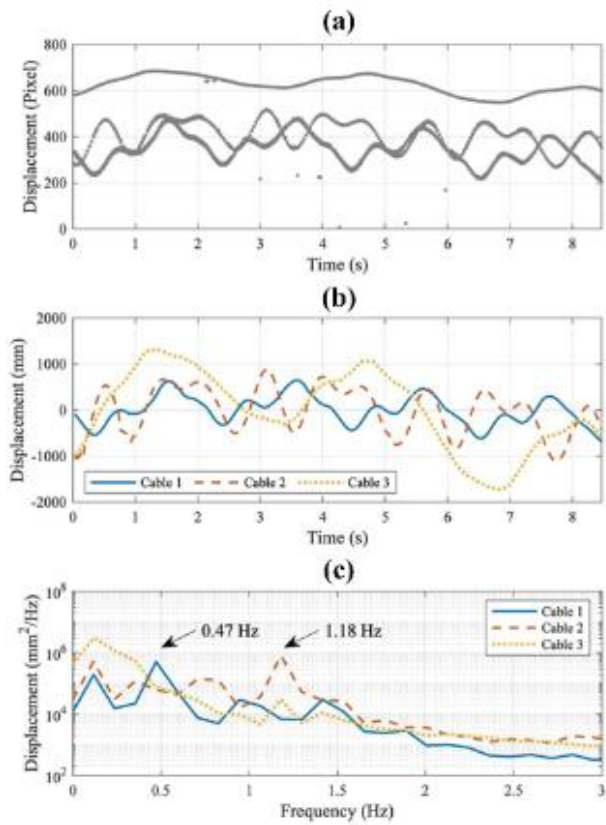 (a)
800
600
400
200
0
Displacement (Pixel)
0 1 2 3 4 5 6 7 8
Time (s)
(b)
2000
1000
0
-1000
-2000
Displacement (mm)
Cable 1 Cable 2 Cable 3
0 1 2 3 4 5 6 7 8
Time (s)
(c)
10^8
10^6
10^4
10^2
Displacement (mm^2/Hz)
0.47 Hz 1.18 Hz
Cable 1
Cable 2
Cable 3
0 0.5 1 1.5 2 2.5 3
Frequency (Hz)